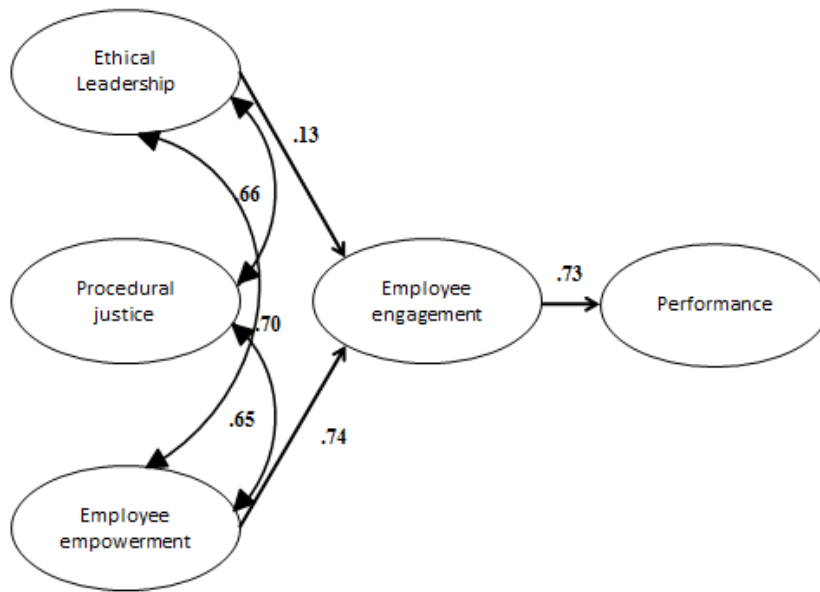 Ethical
Leadership
.13
.66
Procedural
justice
Employee
engagement
.73
Performance
.70
.65
.74
Employee
empowerment